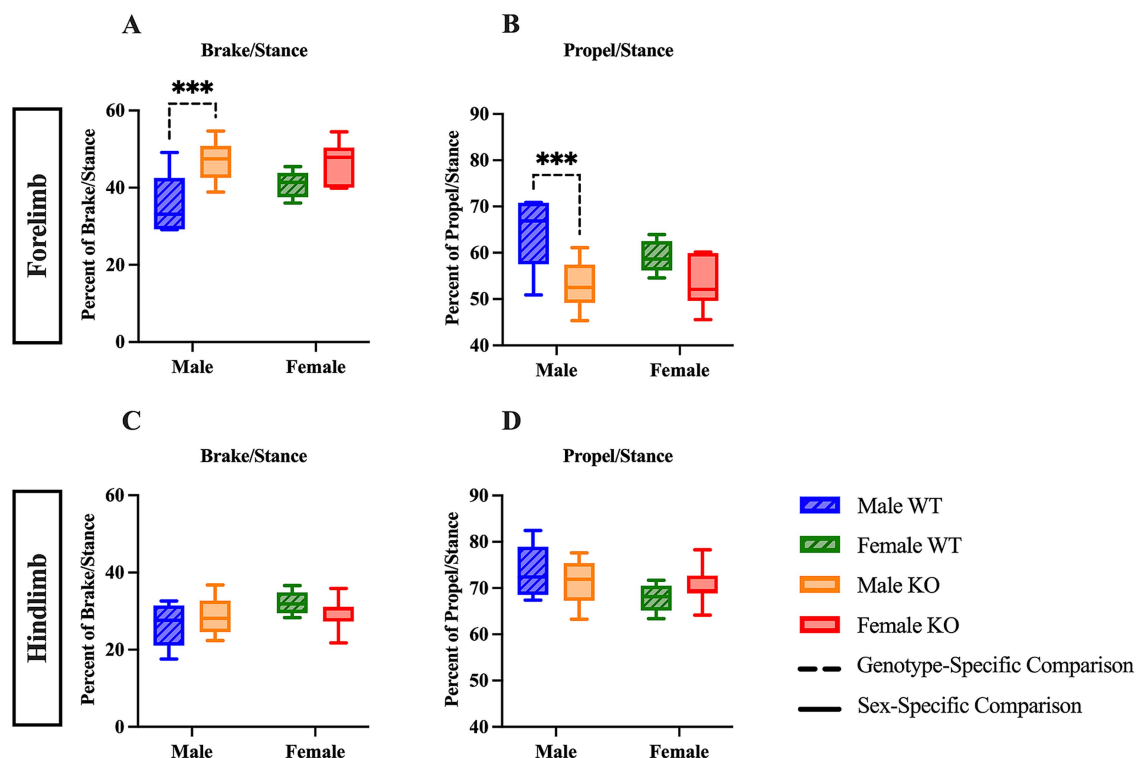 A
Brake/Stance
Forelimb
Percent of Brake/Stance
60
40
20
0
***
Male
Female
B
Propel/Stance
Percent of Propel/Stance
90
80
70
60
50
40
***
Male
Female
C
Brake/Stance
Hindlimb
Percent of Brake/Stance
60
40
20
0
Male
Female
D
Propel/Stance
Percent of Propel/Stance
90
80
70
60
50
40
Male
Female
Male WT
Female WT
Male KO
Female KO
Genotype-Specific Comparison
Sex-Specific Comparison